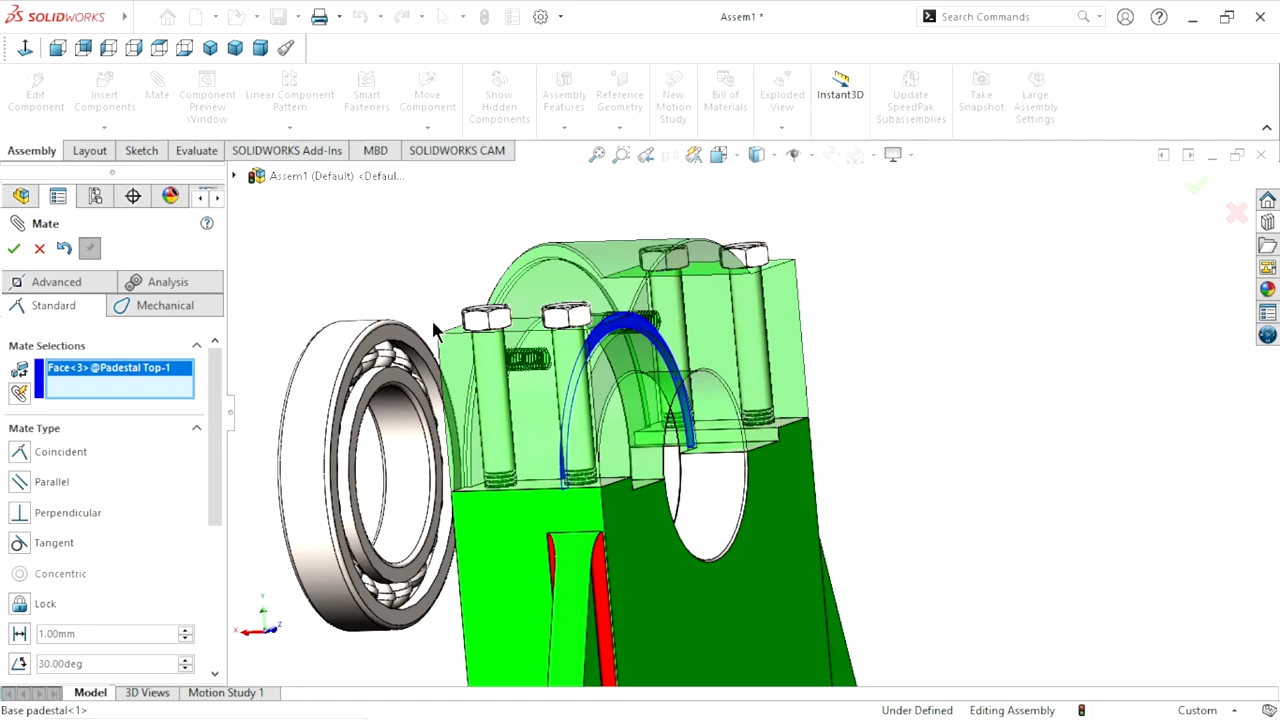 SOLIDWORKS
Assem1 *
Search Commands
Edit Component
Insert Components
Mate
Component Preview Window
Linear Component Pattern
Smart Fasteners
Move Component
Show Hidden Components
Assembly Features
Reference Geometry
New Motion Study
Bill of Materials
Exploded View
Instant3D
Update SpeedPak Subassemblies
Take Snapshot
Large Assembly Settings
Assembly
Layout
Sketch
Evaluate
SOLIDWORKS Add-Ins
MBD
SOLIDWORKS CAM
Assem1 (Default) <Defaul...
Mate
Advanced
Analysis
Standard
Mechanical
Mate Selections
Face<3> @Padestal Top-1
Mate Type
Coincident
Parallel
Perpendicular
Tangent
Concentric
Lock
1.00mm
30.00deg
Y
X
Z
Model
3D Views
Motion Study 1
Base padestal<1>
Under Defined
Editing Assembly
Custom